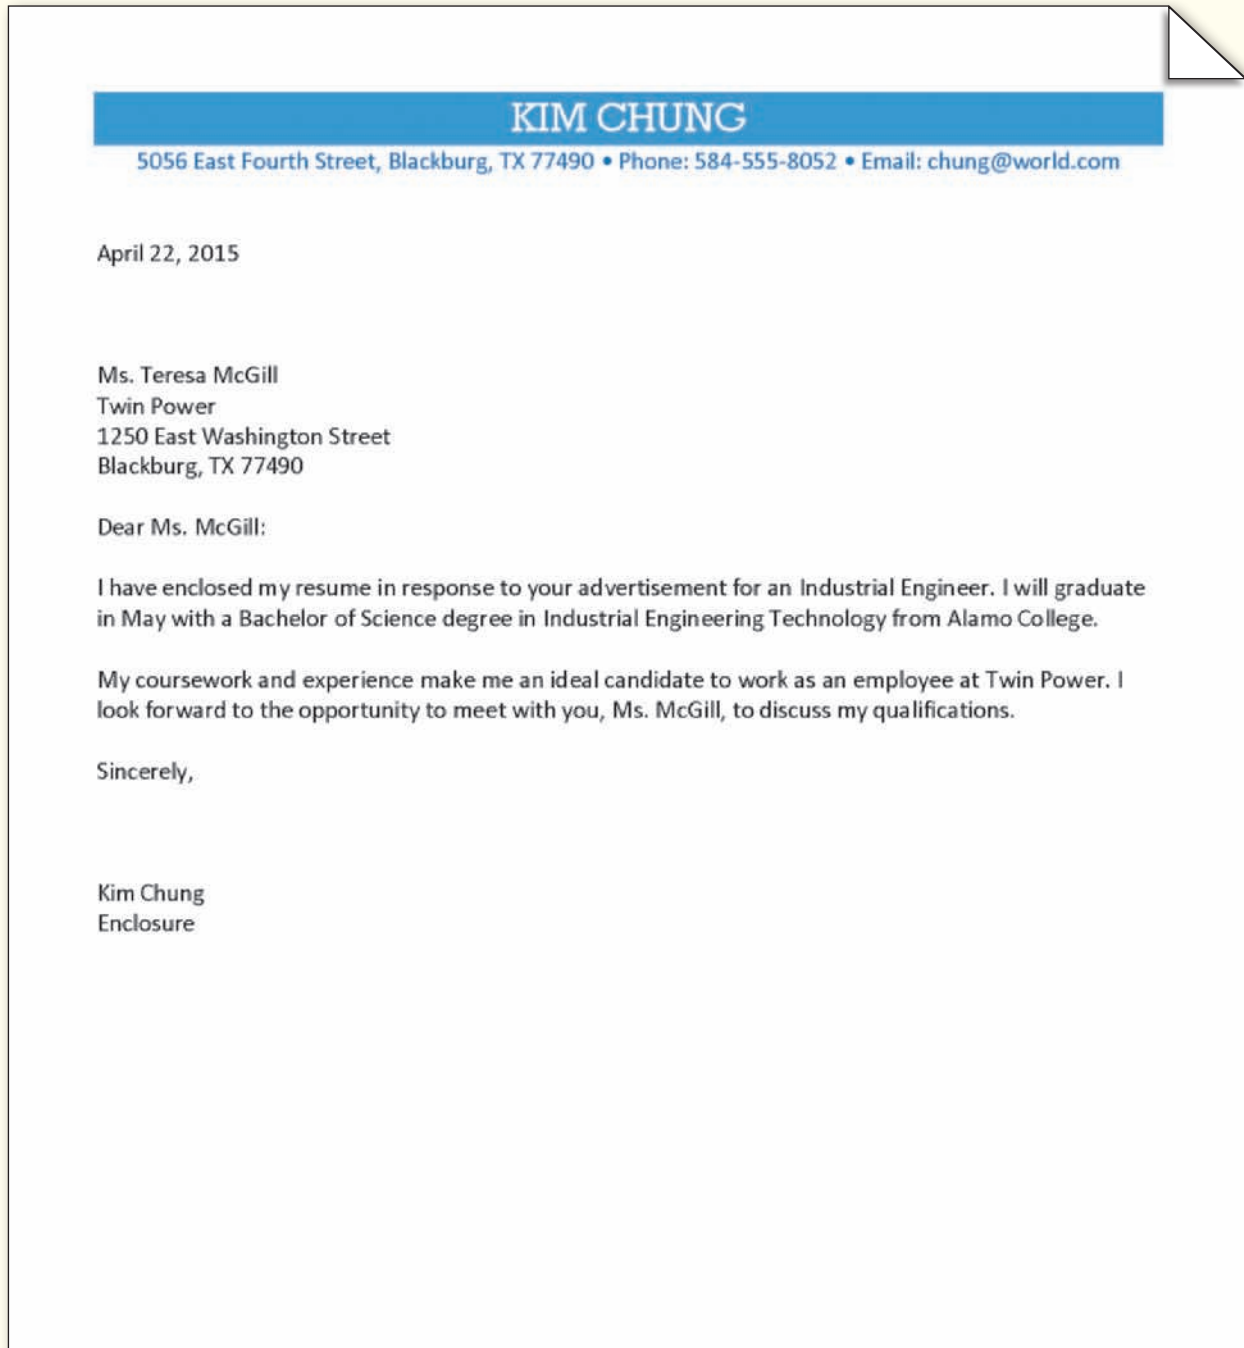 KIM CHUNG
5056 East Fourth Street, Blackburg, TX 77490 • Phone: 584-555-8052 • Email: chung@world.com
April 22, 2015
Ms. Teresa McGill
Twin Power
1250 East Washington Street
Blackburg, TX 77490
Dear Ms. McGill:
I have enclosed my resume in response to your advertisement for an Industrial Engineer. I will graduate
in May with a Bachelor of Science degree in Industrial Engineering Technology from Alamo College.
My coursework and experience make me an ideal candidate to work as an employee at Twin Power. I
look forward to the opportunity to meet with you, Ms. McGill, to discuss my qualifications.
Sincerely,
Kim Chung
Enclosure